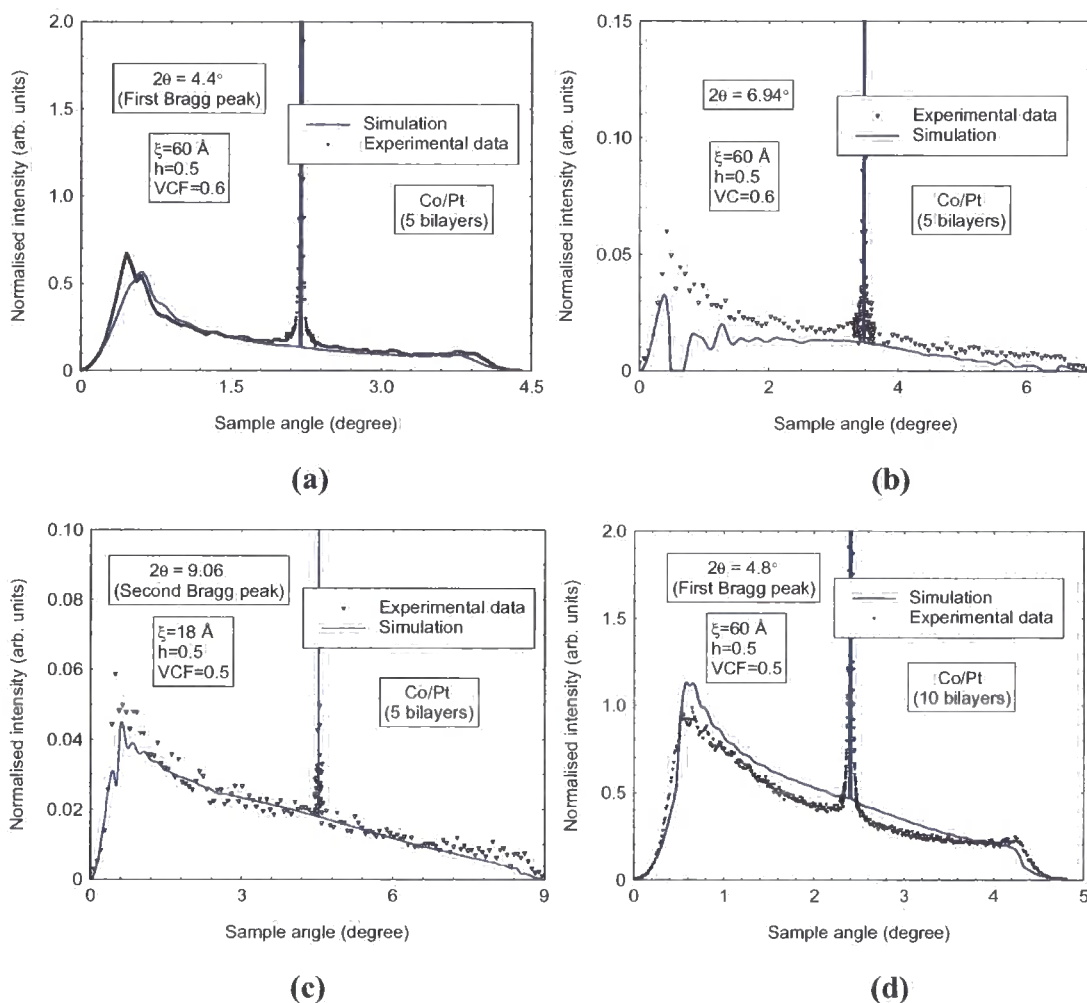 2.0
1.5
1.0
0.5
0
Normalised intensity (arb. units)
2θ = 4.4°
(First Bragg peak)
ξ=60 Å
h=0.5
VCF=0.6
Simulation
Experimental data
Co/Pt
(5 bilayers)
0
1.5
3.0
4.5
Sample angle (degree)
(a)
0.15
0.10
0.05
0
Normalised intensity (arb. units)
2θ = 6.94°
ξ=60 Å
h=0.5
VC=0.6
Experimental data
Simulation
Co/Pt
(5 bilayers)
0
2
4
6
Sample angle (degree)
(b)
0.10
0.08
0.06
0.04
0.02
0
Normalised intensity (arb. units)
2θ = 9.06
(Second Bragg peak)
ξ=18 Å
h=0.5
VCF=0.5
Experimental data
Simulation
Co/Pt
(5 bilayers)
0
3
6
9
Sample angle (degree)
(c)
2.0
1.5
1.0
0.5
0
Normalised intensity (arb. units)
2θ = 4.8°
(First Bragg peak)
ξ=60 Å
h=0.5
VCF=0.5
Simulation
Experimental data
Co/Pt
(10 bilayers)
0
1
2
3
4
5
Sample angle (degree)
(d)